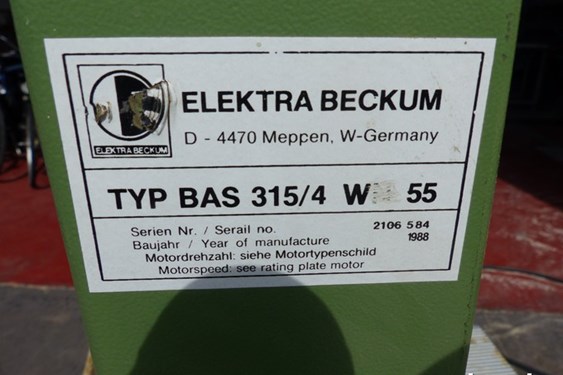 ELEKTRA BECKUM
ELEKTRA BECKUM
D - 4470 Meppen, W-Germany
TYP BAS 315/4 W 55
Serien Nr. / Serail no. 2106 584
Baujahr / Year of manufacture 1988
Motordrehzahl: siehe Motortypenschild
Motorspeed: see rating plate motor